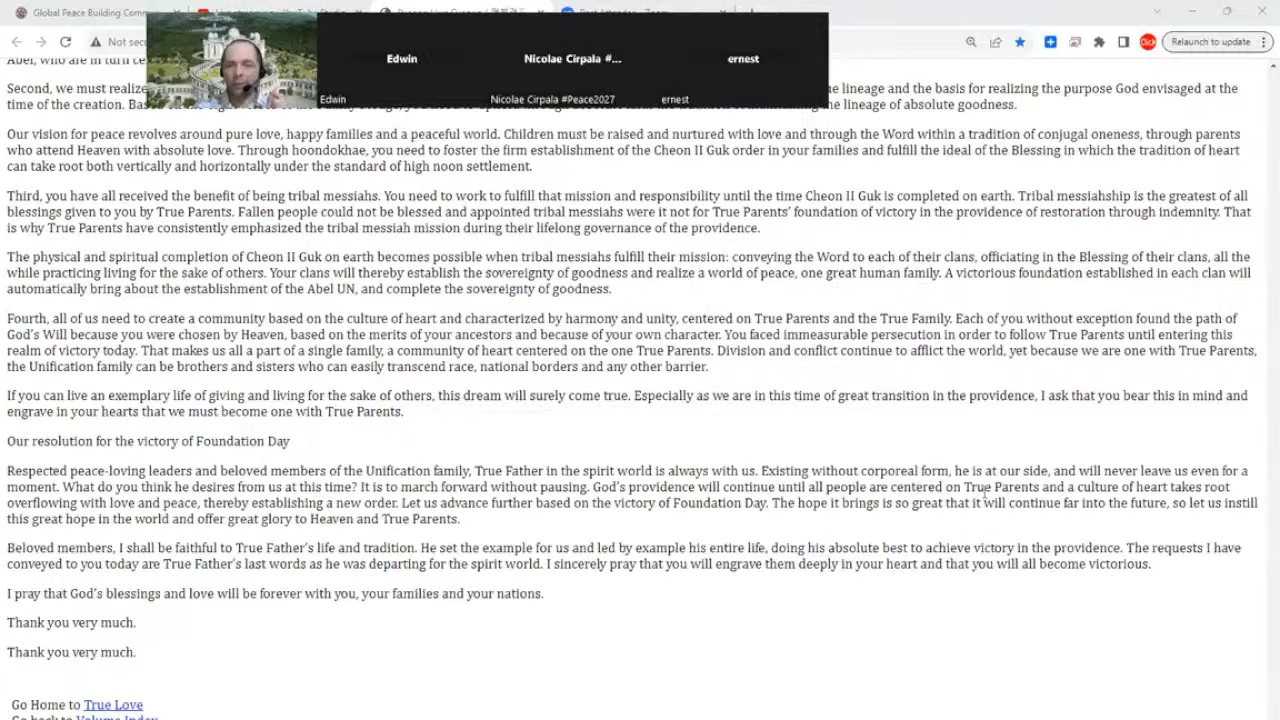 Global Peace Building Comm
Relaunch to update
Not sec
Click
Edwin
Nicolae Cirpala #...
ernest
Edwin
Nicolae Cirpala #Peace2027
ernest
Abel, who are in turn ce
Second, we must realize
ue lineage and the basis for realizing the purpose God envisaged at the
time of the creation. Bas
the lineage of absolute goodness.
Our vision for peace revolves around pure love, happy families and a peaceful world. Children must be raised and nurtured with love and through the Word within a tradition of conjugal oneness, through parents
who attend Heaven with absolute love. Through hoondokhae, you need to foster the firm establishment of the Cheon Il Guk order in your families and fulfill the ideal of the Blessing in which the tradition of heart
can take root both vertically and horizontally under the standard of high noon settlement.
Third, you have all received the benefit of being tribal messiahs. You need to work to fulfill that mission and responsibility until the time Cheon Il Guk is completed on earth. Tribal messiahship is the greatest of all
blessings given to you by True Parents. Fallen people could not be blessed and appointed tribal messiahs were it not for True Parents' foundation of victory in the providence of restoration through indemnity. That
is why True Parents have consistently emphasized the tribal messiah mission during their lifelong governance of the providence.
The physical and spiritual completion of Cheon Il Guk on earth becomes possible when tribal messiahs fulfill their mission: conveying the Word to each of their clans, officiating in the Blessing of their clans, all the
while practicing living for the sake of others. Your clans will thereby establish the sovereignty of goodness and realize a world of peace, one great human family. A victorious foundation established in each clan will
automatically bring about the establishment of the Abel UN, and complete the sovereignty of goodness.
Fourth, all of us need to create a community based on the culture of heart and characterized by harmony and unity, centered on True Parents and the True Family. Each of you without exception found the path of
God's Will because you were chosen by Heaven, based on the merits of your ancestors and because of your own character. You faced immeasurable persecution in order to follow True Parents until entering this
realm of victory today. That makes us all a part of a single family, a community of heart centered on the one True Parents. Division and conflict continue to afflict the world, yet because we are one with True Parents,
the Unification family can be brothers and sisters who can easily transcend race, national borders and any other barrier.
If you can live an exemplary life of giving and living for the sake of others, this dream will surely come true. Especially as we are in this time of great transition in the providence, I ask that you bear this in mind and
engrave in your hearts that we must become one with True Parents.
Our resolution for the victory of Foundation Day
Respected peace-loving leaders and beloved members of the Unification family, True Father in the spirit world is always with us. Existing without corporeal form, he is at our side, and will never leave us even for a
moment. What do you think he desires from us at this time? It is to march forward without pausing. God's providence will continue until all people are centered on True Parents and a culture of heart takes root
overflowing with love and peace, thereby establishing a new order. Let us advance further based on the victory of Foundation Day. The hope it brings is so great that it will continue far into the future, so let us instill
this great hope in the world and offer great glory to Heaven and True Parents.
Beloved members, I shall be faithful to True Father's life and tradition. He set the example for us and led by example his entire life, doing his absolute best to achieve victory in the providence. The requests I have
conveyed to you today are True Father's last words as he was departing for the spirit world. I sincerely pray that you will engrave them deeply in your heart and that you will all become victorious.
I pray that God's blessings and love will be forever with you, your families and your nations.
Thank you very much.
Thank you very much.
Go Home to True Love
Go back to Volume Index